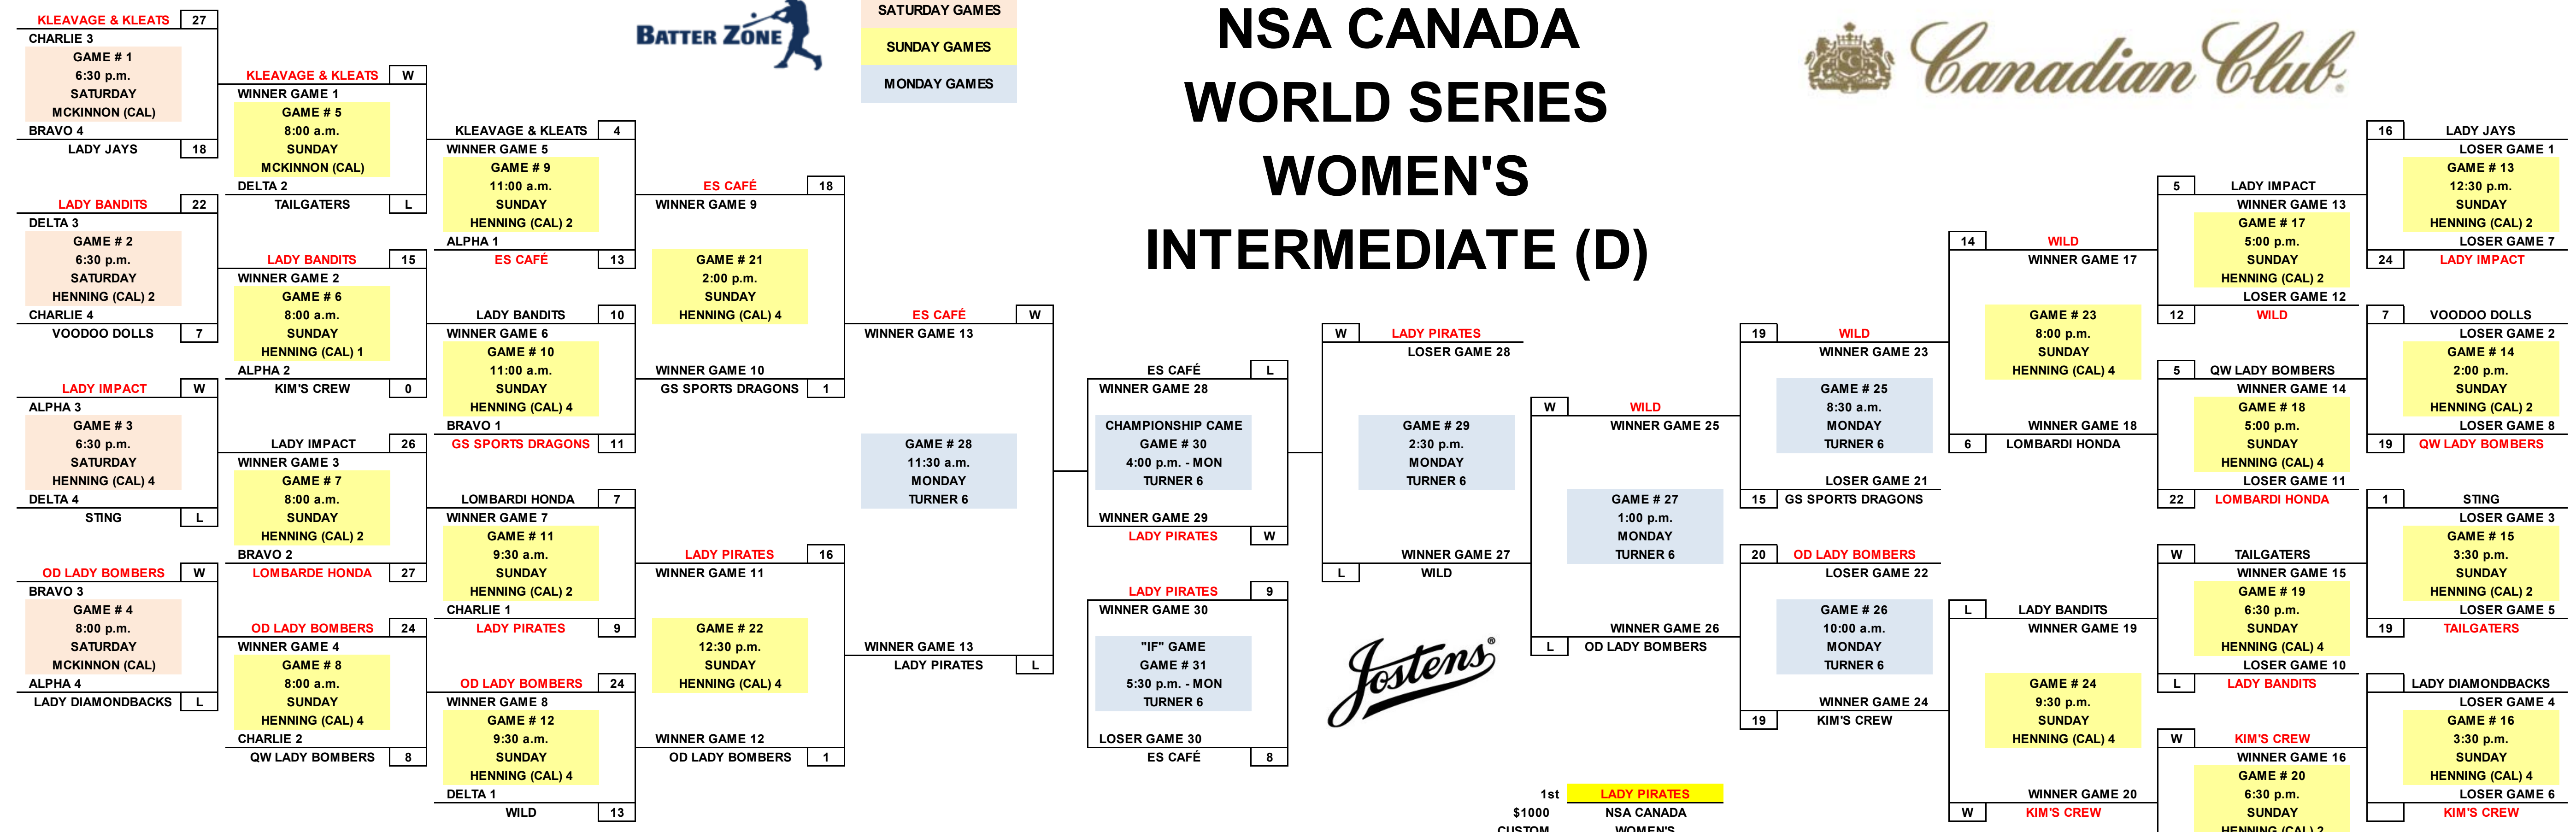 KLEAVAGE & KLEATS 27
CHARLIE 3
GAME # 1
6:30 p.m.
SATURDAY
MCKINNON (CAL)
BRAVO 4
LADY JAYS 18
LADY BANDITS 22
DELTA 3
GAME # 2
6:30 p.m.
SATURDAY
HENNING (CAL) 2
CHARLIE 4
VOODOO DOLLS 7
LADY IMPACT W
ALPHA 3
GAME # 3
6:30 p.m.
SATURDAY
HENNING (CAL) 4
DELTA 4
STING L
OD LADY BOMBERS W
BRAVO 3
GAME # 4
8:00 p.m.
SATURDAY
MCKINNON (CAL)
ALPHA 4
LADY DIAMONDBACKS L
KLEAVAGE & KLEATS W
WINNER GAME 1
GAME # 5
8:00 a.m.
SUNDAY
MCKINNON (CAL)
DELTA 2
TAILGATERS L
LADY BANDITS 15
WINNER GAME 2
GAME # 6
8:00 a.m.
SUNDAY
HENNING (CAL) 1
ALPHA 2
KIM'S CREW 0
LADY IMPACT 26
WINNER GAME 3
GAME # 7
8:00 a.m.
SUNDAY
HENNING (CAL) 2
BRAVO 2
LOMBARDE HONDA 27
OD LADY BOMBERS 24
WINNER GAME 4
GAME # 8
8:00 a.m.
SUNDAY
HENNING (CAL) 4
CHARLIE 2
QW LADY BOMBERS 8
KLEAVAGE & KLEATS 4
WINNER GAME 5
GAME # 9
11:00 a.m.
SUNDAY
HENNING (CAL) 2
ALPHA 1
ES CAFÉ 13
LADY BANDITS 10
WINNER GAME 6
GAME # 10
11:00 a.m.
SUNDAY
HENNING (CAL) 4
BRAVO 1
GS SPORTS DRAGONS 11
LOMBARDI HONDA 7
WINNER GAME 7
GAME # 11
9:30 a.m.
SUNDAY
HENNING (CAL) 2
CHARLIE 1
LADY PIRATES 9
OD LADY BOMBERS 24
WINNER GAME 8
GAME # 12
9:30 a.m.
SUNDAY
HENNING (CAL) 4
DELTA 1
WILD 13
BATTER ZONE
SATURDAY GAMES
SUNDAY GAMES
MONDAY GAMES
ES CAFÉ 18
WINNER GAME 9
GAME # 21
2:00 p.m.
SUNDAY
HENNING (CAL) 4
WINNER GAME 10
GS SPORTS DRAGONS 1
LADY PIRATES 16
WINNER GAME 11
GAME # 22
12:30 p.m.
SUNDAY
HENNING (CAL) 4
WINNER GAME 12
OD LADY BOMBERS 1
ES CAFÉ W
WINNER GAME 13
GAME # 28
11:30 a.m.
MONDAY
TURNER 6
WINNER GAME 13
LADY PIRATES L
NSA CANADA
WORLD SERIES
WOMEN'S
INTERMEDIATE (D)
ES CAFÉ L
WINNER GAME 28
CHAMPIONSHIP CAME
GAME # 30
4:00 p.m. - MON
TURNER 6
WINNER GAME 29
LADY PIRATES W
LADY PIRATES 9
WINNER GAME 30
"IF" GAME
GAME # 31
5:30 p.m. - MON
TURNER 6
LOSER GAME 30
ES CAFÉ 8
W LADY PIRATES
LOSER GAME 28
GAME # 29
2:30 p.m.
MONDAY
TURNER 6
WINNER GAME 27
L WILD
Jostens®
1st LADY PIRATES
$1000 NSA CANADA
CUSTOM WOMEN'S
W WILD
WINNER GAME 25
GAME # 27
1:00 p.m.
MONDAY
TURNER 6
WINNER GAME 26
L OD LADY BOMBERS
Canadian Club
19 WILD
WINNER GAME 23
GAME # 25
8:30 a.m.
MONDAY
TURNER 6
LOSER GAME 21
15 GS SPORTS DRAGONS
20 OD LADY BOMBERS
LOSER GAME 22
GAME # 26
10:00 a.m.
MONDAY
TURNER 6
WINNER GAME 24
19 KIM'S CREW
14 WILD
WINNER GAME 17
GAME # 23
8:00 p.m.
SUNDAY
HENNING (CAL) 4
WINNER GAME 18
6 LOMBARDI HONDA
L LADY BANDITS
WINNER GAME 19
GAME # 24
9:30 p.m.
SUNDAY
HENNING (CAL) 4
WINNER GAME 20
W KIM'S CREW
5 LADY IMPACT
WINNER GAME 13
GAME # 17
5:00 p.m.
SUNDAY
HENNING (CAL) 2
LOSER GAME 12
12 WILD
5 QW LADY BOMBERS
WINNER GAME 14
GAME # 18
5:00 p.m.
SUNDAY
HENNING (CAL) 4
LOSER GAME 11
22 LOMBARDI HONDA
W TAILGATERS
WINNER GAME 15
GAME # 19
6:30 p.m.
SUNDAY
HENNING (CAL) 4
LOSER GAME 10
L LADY BANDITS
W KIM'S CREW
WINNER GAME 16
GAME # 20
6:30 p.m.
SUNDAY
HENNING (CAL) 2
16 LADY JAYS
LOSER GAME 1
GAME # 13
12:30 p.m.
SUNDAY
HENNING (CAL) 2
LOSER GAME 7
24 LADY IMPACT
7 VOODOO DOLLS
LOSER GAME 2
GAME # 14
2:00 p.m.
SUNDAY
HENNING (CAL) 2
LOSER GAME 8
19 QW LADY BOMBERS
1 STING
LOSER GAME 3
GAME # 15
3:30 p.m.
SUNDAY
HENNING (CAL) 2
LOSER GAME 5
19 TAILGATERS
LADY DIAMONDBACKS
LOSER GAME 4
GAME # 16
3:30 p.m.
SUNDAY
HENNING (CAL) 4
LOSER GAME 6
KIM'S CREW